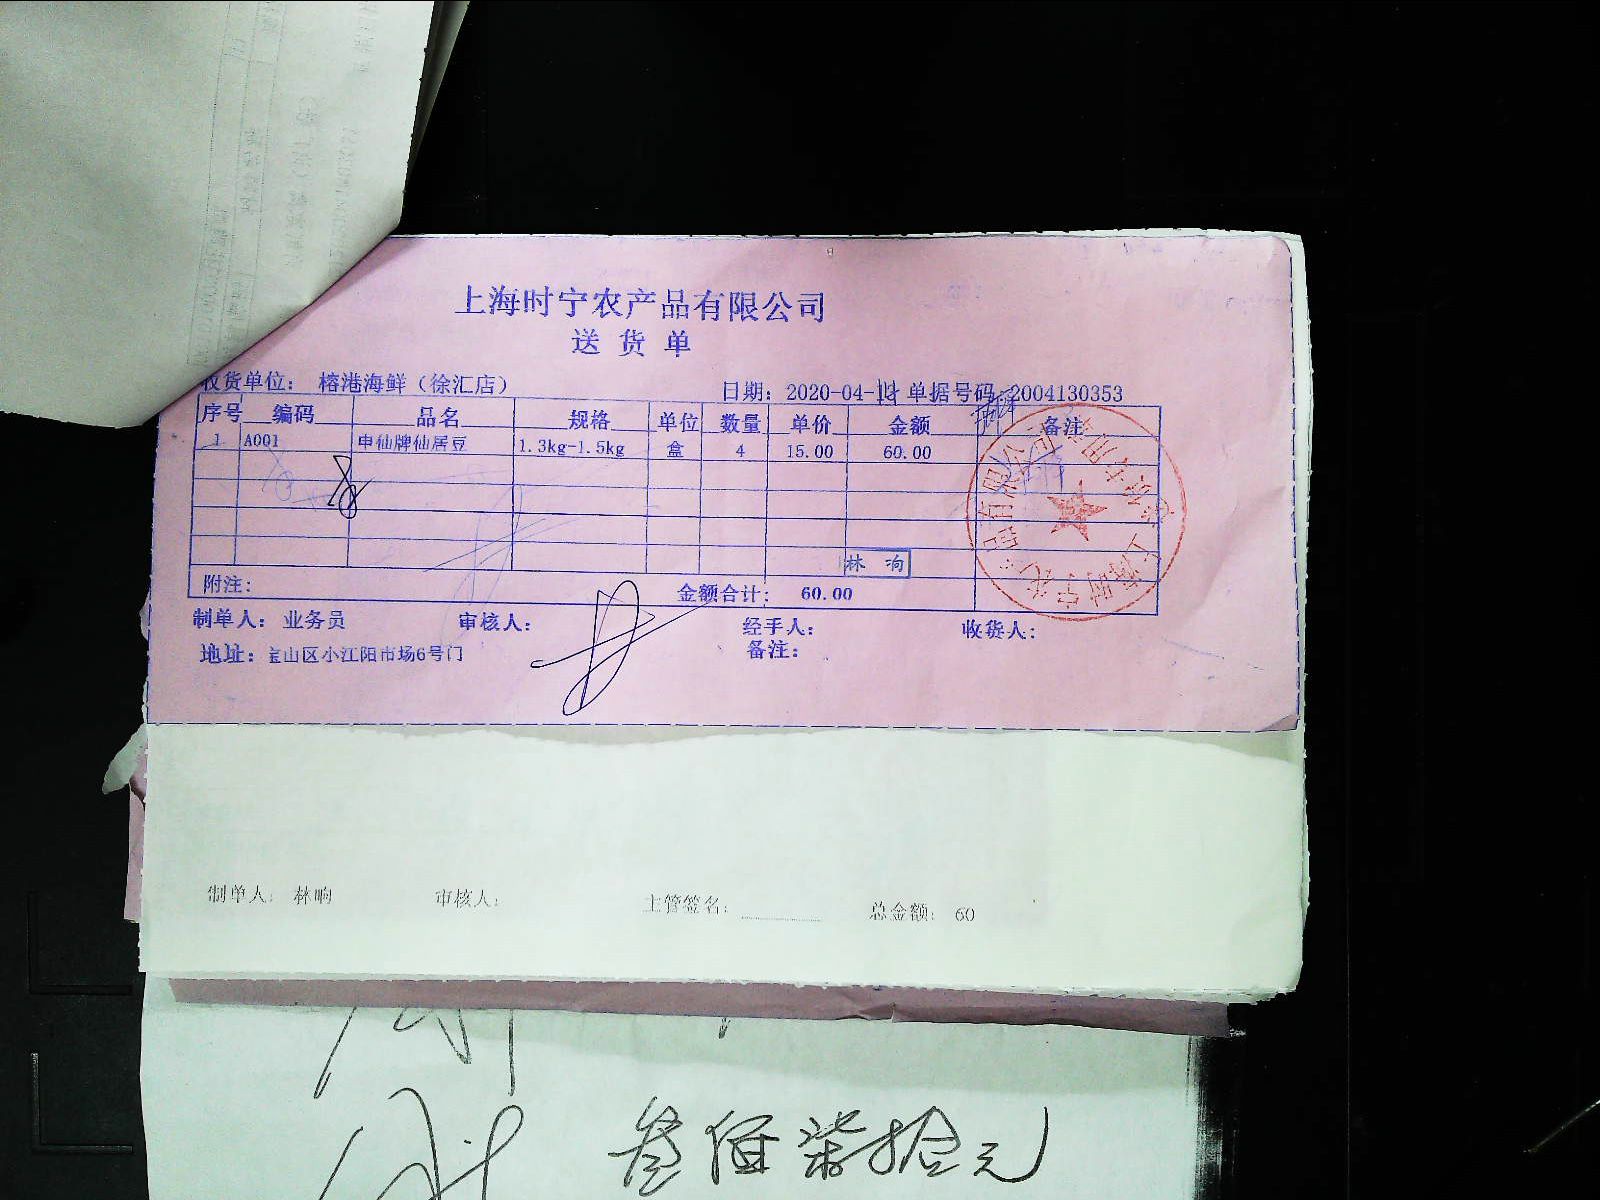 上海时宁农产品有限公司
送货单
收货单位： 榕港海鲜（徐汇店） 日期：2020-04-13 单据号码：2004130353
序号 编码 品名 规格 单位 数量 单价 金额 备注
1 A001 申仙牌仙居豆 1.3kg-1.5kg 盒 4 15.00 60.00
林响
附注： 金额合计： 60.00
制单人： 业务员 审核人： 经手人： 收货人：
地址：宝山区小江阳市场6号门 备注：
制单人： 林响 审核人： 主管签名： 总金额： 60
叁佰柒拾元